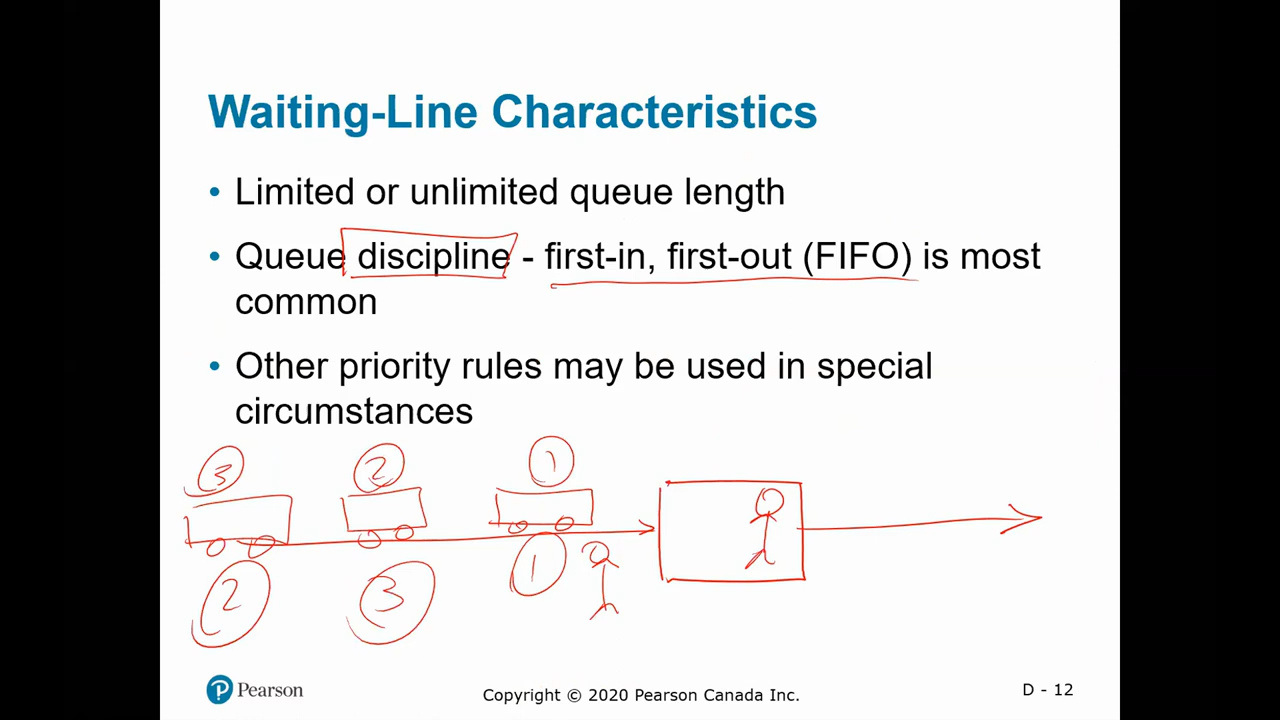 Waiting-Line Characteristics
• Limited or unlimited queue length
• Queue discipline - first-in, first-out (FIFO) is most
common
• Other priority rules may be used in special
circumstances
3 2 1
2 3 1
Pearson
Copyright © 2020 Pearson Canada Inc.
D - 12